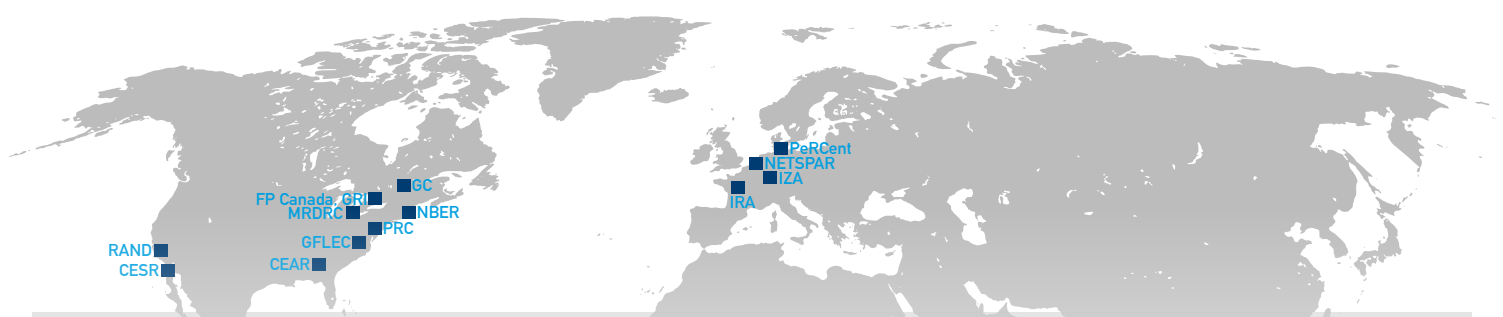 PeRCent
NETSPAR
IZA
GC
IRA
FP Canada, GRI
MRDRC
NBER
PRC
GFLEC
RAND
CEAR
CESR